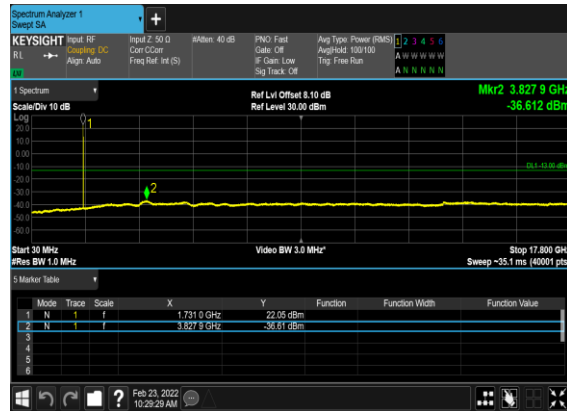 Spectrum Analyzer 1
Swept SA
KEYSIGHT Input: RF Input Z: 50 Ω #Atten: 40 dB PNO: Fast Avg Type: Power (RMS) 1 2 3 4 5 6
RL Coupling: DC Corr CCorr Gate: Off Avg|Hold: 100/100 A W W W W W
Align: Auto Freq Ref: Int (S) IF Gain: Low Trig: Free Run
Sig Track: Off A N N N N N
1 Spectrum Ref Lvl Offset 8.10 dB Mkr2 3.827 9 GHz
Scale/Div 10 dB Ref Level 30.00 dBm -36.612 dBm
Log
1
20.0
10.0
0.00
-10.0
DL1 -13.00 dBm
-20.0
-30.0
2
-40.0
-50.0
-60.0
Start 30 MHz Video BW 3.0 MHz* Stop 17.800 GHz
#Res BW 1.0 MHz Sweep ~35.1 ms (40001 pts)
5 Marker Table
Mode Trace Scale X Y Function Function Width Function Value
1 N 1 f 1.731 0 GHz 22.05 dBm
2 N 1 f 3.827 9 GHz -36.61 dBm
3
4
5
6
? Feb 23, 2022
10:29:29 AM